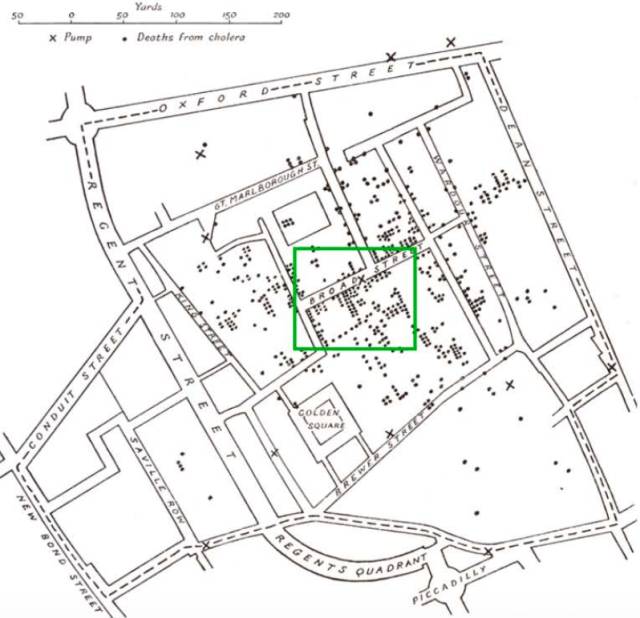 Yards
50 0 50 100 150 200
× Pump • Deaths from cholera
OXFORD STREET
DEAN STREET
REGENT STREET
GT. MARLBOROUGH ST.
WARDOUR STREET
BROAD STREET
KING STREET
CONDUIT STREET
GOLDEN
SQUARE
SAVILLE ROW
BREWER STREET
NEW BOND STREET
REGENTS QUADRANT
PICCADILLY